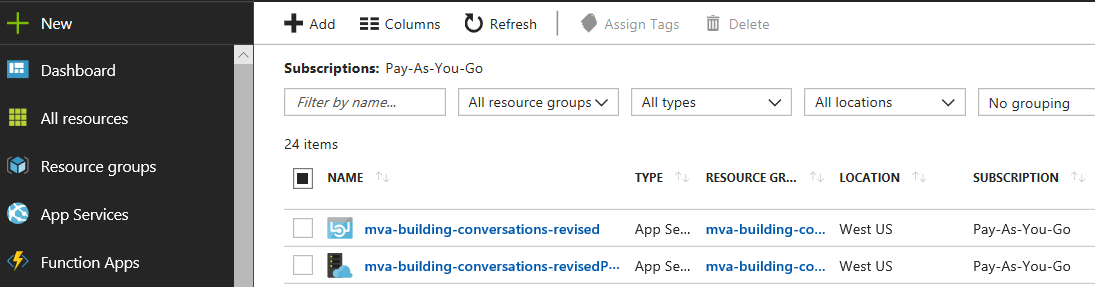 New
Dashboard
All resources
Resource groups
App Services
Function Apps
Add Columns Refresh Assign Tags Delete
Subscriptions: Pay-As-You-Go
Filter by name... All resource groups All types All locations No grouping
24 items
NAME TYPE RESOURCE GR... LOCATION SUBSCRIPTION
mva-building-conversations-revised App Se... mva-building-co... West US Pay-As-You-Go
mva-building-conversations-revisedP... App Se... mva-building-co... West US Pay-As-You-Go